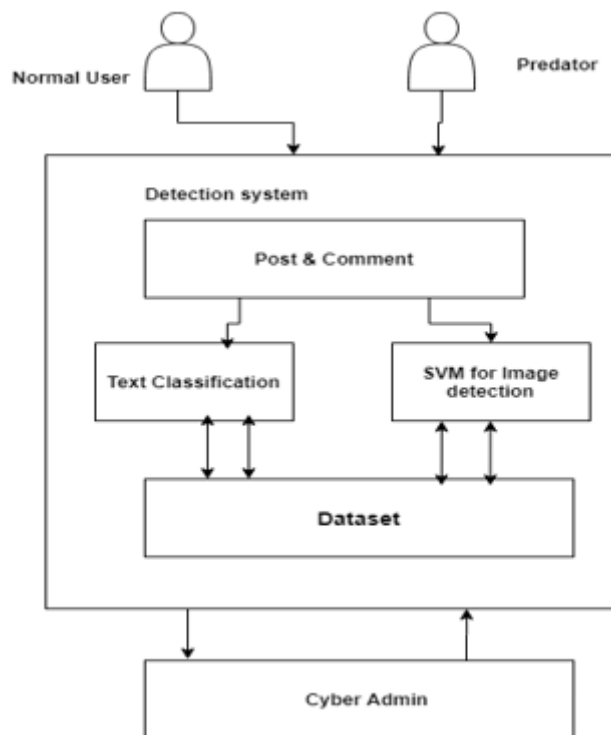 Normal User
Predator
Detection system
Post & Comment
Text Classification
SVM for Image
detection
Dataset
Cyber Admin